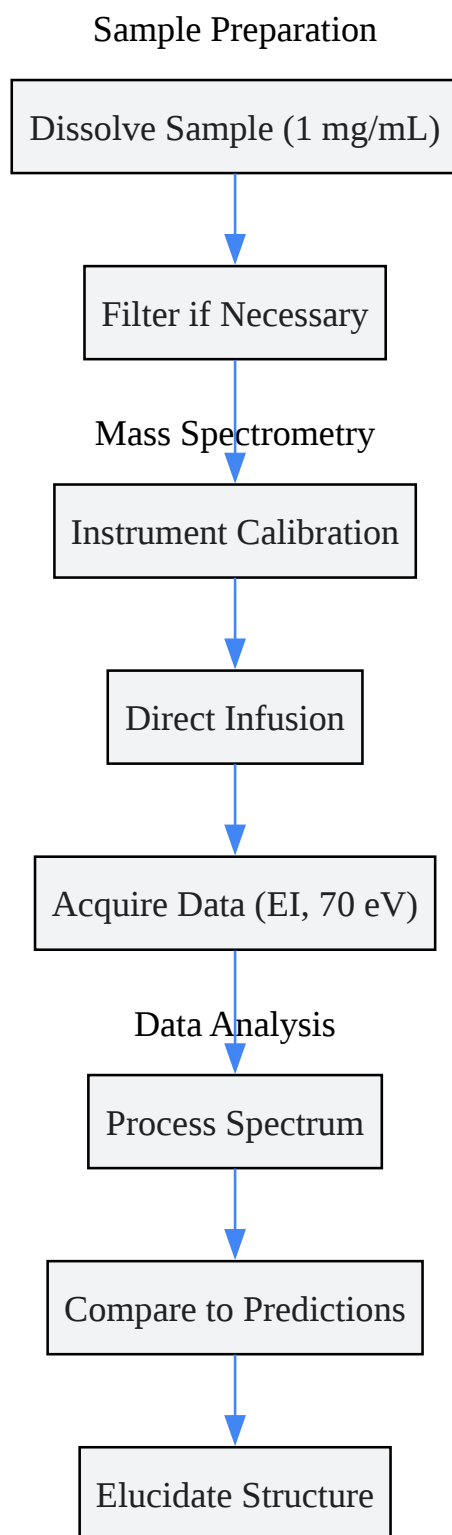 Sample Preparation
Dissolve Sample (1 mg/mL)
Filter if Necessary
Mass Spectrometry
Instrument Calibration
Direct Infusion
Acquire Data (EI, 70 eV)
Data Analysis
Process Spectrum
Compare to Predictions
Elucidate Structure